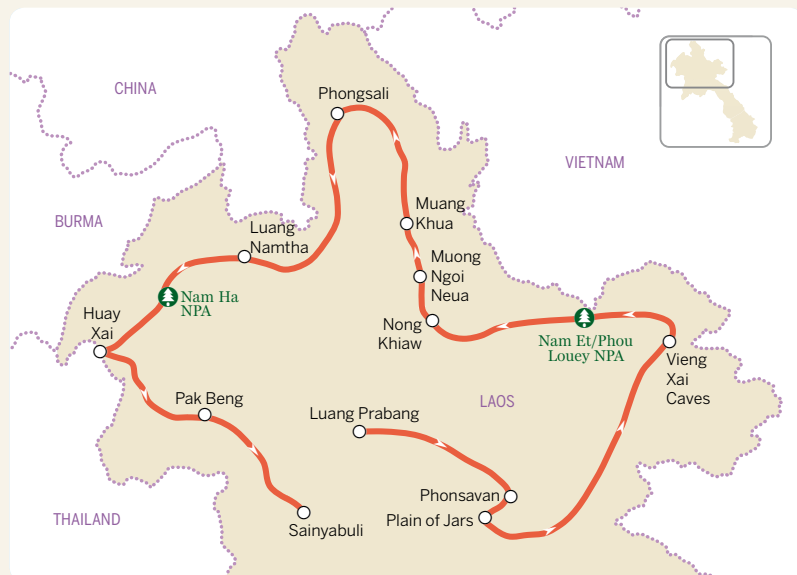 CHINA
Phongsali
VIETNAM
BURMA
Muang
Khua
Luang
Namtha
Muong
Ngoi
Neua
Nam Ha
NPA
Huay
Xai
Nong
Khiaw
Nam Et/Phou
Louey NPA
Vieng
Xai
Caves
Pak Beng
Luang Prabang
LAOS
Phonsavan
Plain of Jars
THAILAND
Sainyabuli